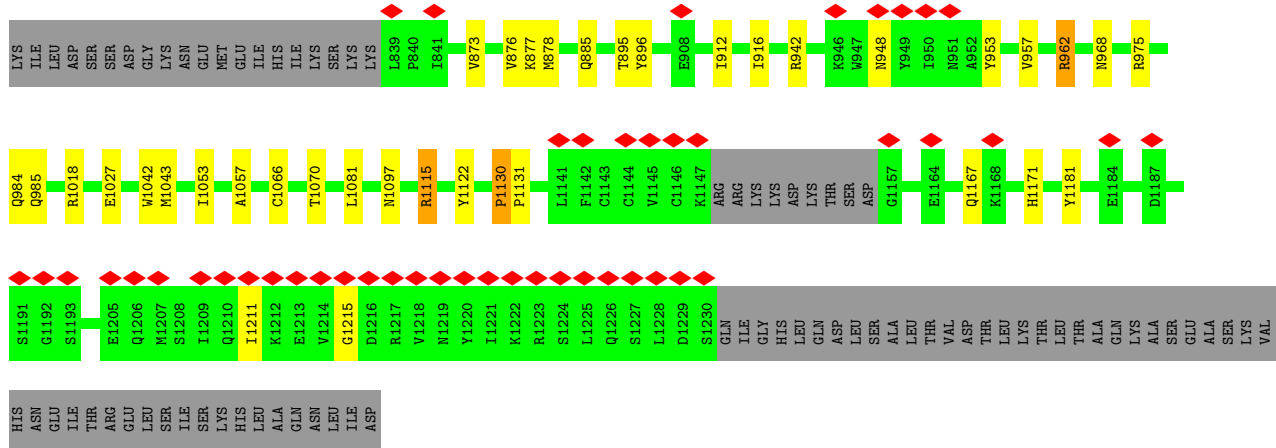 LYS ILE LEU ASP SER SER ASP GLY LYS ASN GLU MET GLU ILE HIS ILE LYS SER LYS LYS L839 P840 I841 V873 V876 K877 M878 Q885 T895 Y896 E908 I912 I916 R942 K946 W947 N948 Y949 I950 N951 A952 Y953 V957 R962 N968 R975
Q984 Q985 R1018 E1027 W1042 M1043 I1053 A1057 C1066 T1070 L1081 N1097 R1115 Y1122 P1130 P1131 L1141 F1142 C1143 C1144 V1145 C1146 K1147 ARG ARG LYS LYS ASP LYS THR SER ASP G1157 E1164 Q1167 K1168 H1171 Y1181 E1184 D1187
S1191 G1192 S1193 E1205 Q1206 M1207 S1208 I1209 Q1210 I1211 K1212 E1213 V1214 G1215 D1216 R1217 V1218 N1219 Y1220 I1221 K1222 R1223 S1224 L1225 Q1226 S1227 L1228 D1229 S1230 GLN ILE GLY HIS LEU GLN ASP LEU SER ALA LEU THR VAL ASP THR LEU LYS THR LEU THR ALA GLN LYS ALA SER GLU ALA SER LYS VAL
HIS ASN GLU ILE THR ARG GLU LEU SER ILE SER LYS HIS LEU ALA GLN ASN LEU ILE ASP